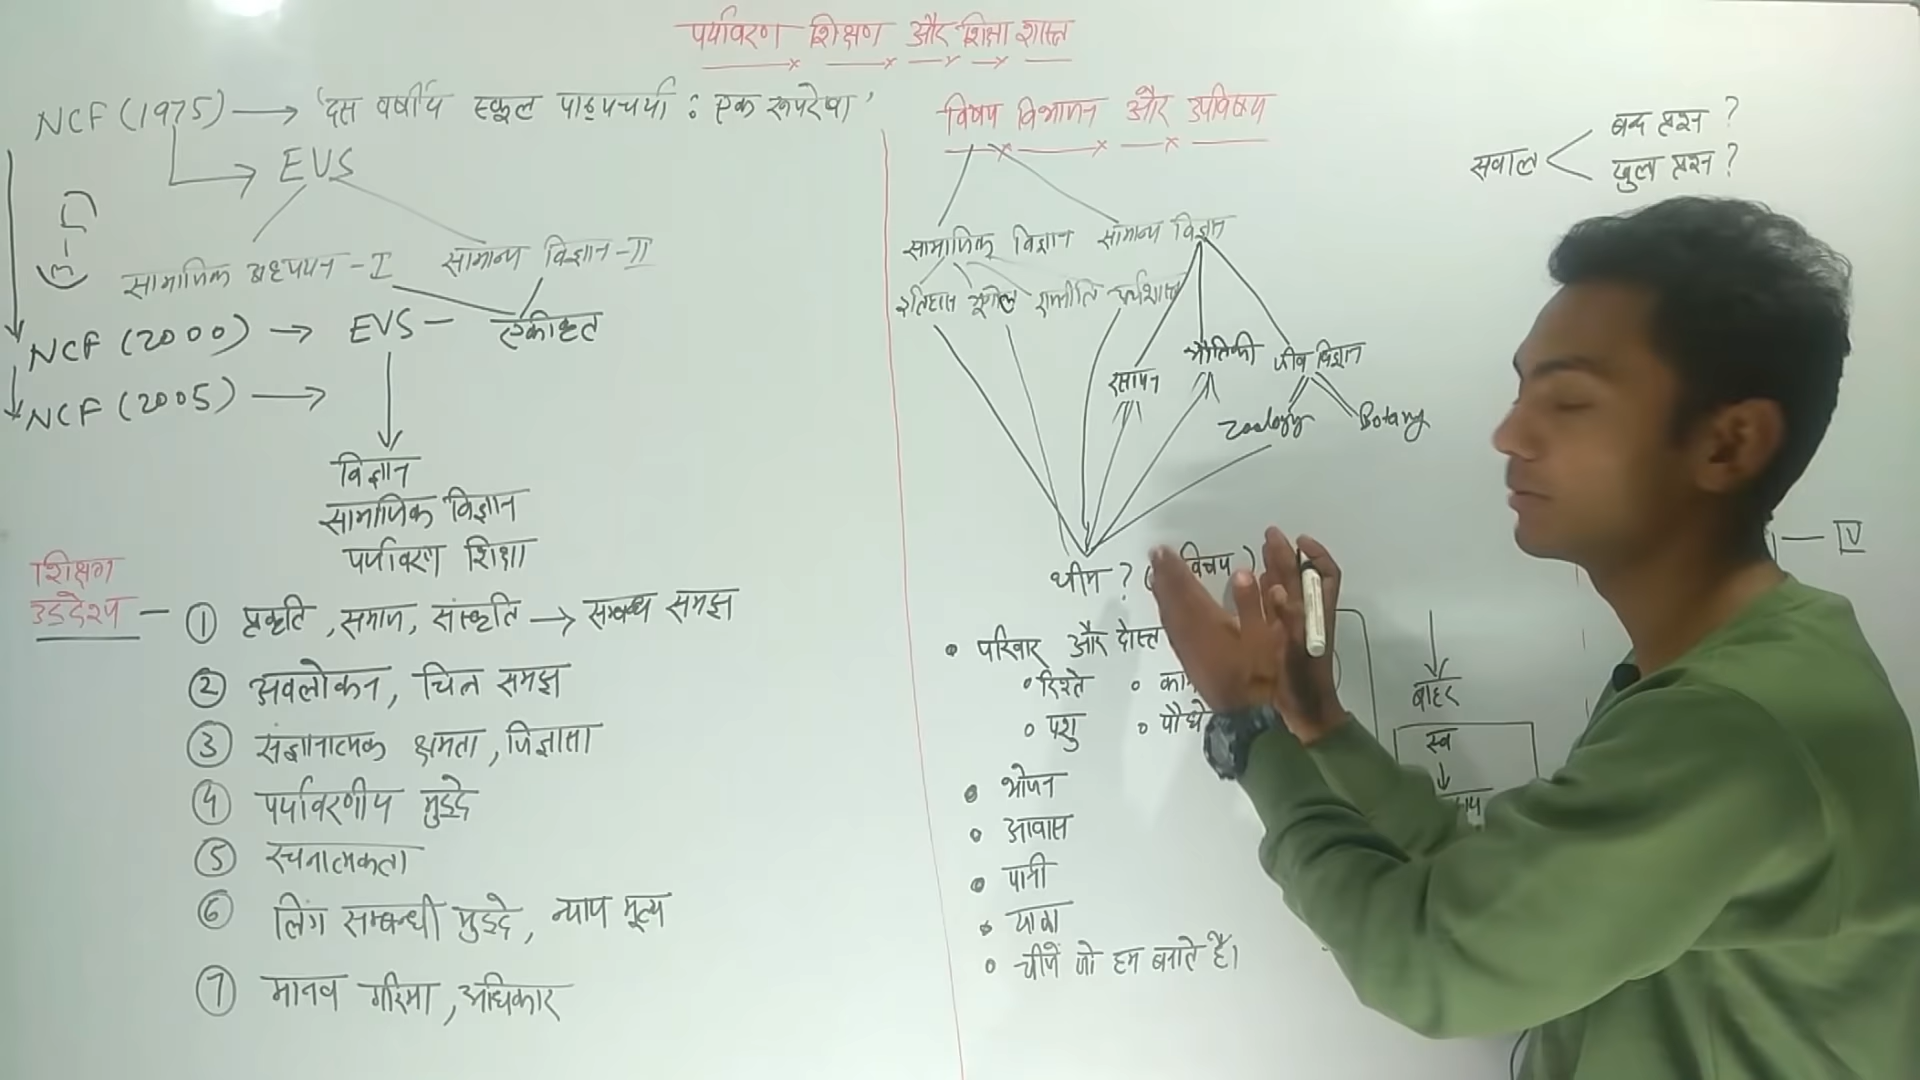 पर्यावरण शिक्षण और शिक्षा शास्त्र
NCF (1975) → 'दस वर्षीय स्कूल पाठ्यचर्या : एक रूपरेखा'
EVS
सामाजिक अध्ययन - I
सामान्य विज्ञान - II
(3-5)
NCF (2000) → EVS - एकीकृत
NCF (2005) →
विज्ञान
सामाजिक विज्ञान
पर्यावरण शिक्षा
शिक्षण
उद्देश्य -
① प्रकृति, समाज, संस्कृति → सम्बन्ध समझ
② अवलोकन, चित्र समझ
③ संज्ञानात्मक क्षमता, जिज्ञासा
④ पर्यावरणीय मुद्दे
⑤ रचनात्मकता
⑥ लिंग सम्बन्धी मुद्दे, न्याय मूल्य
⑦ मानव गरिमा, अधिकार
विषय विभाजन और उपविषय
सामाजिक विज्ञान
सामान्य विज्ञान
इतिहास भूगोल राजनीति अर्थशास्त्र
रसायन
भौतिकी
जीव विज्ञान
Zoology
Botany
थीम ?
• परिवार और दोस्त
• रिश्ते
• पशु • पौधे
• भोजन
• आवास
• पानी
• यात्रा
• चीजें जो हम बनाते हैं।
सवाल
बन्द प्रश्न ?
खुला प्रश्न ?
— V
बाहर
स्व